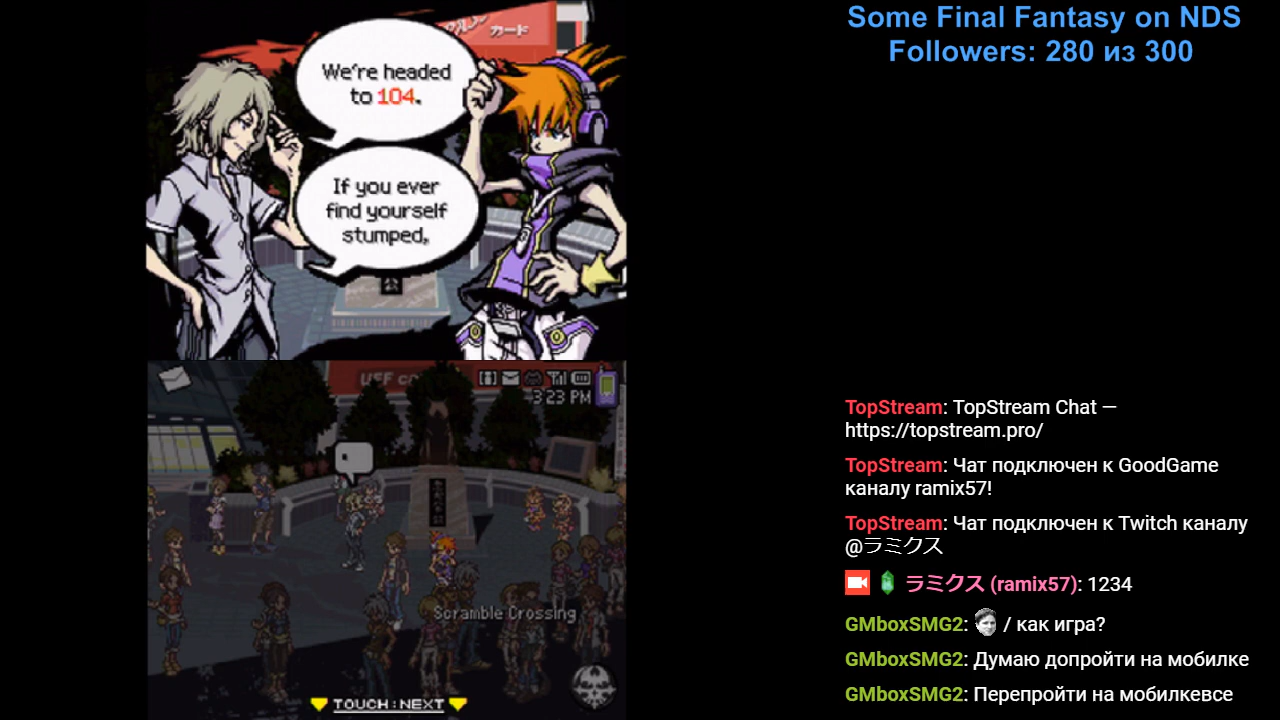 Some Final Fantasy on NDS
Followers: 280 из 300
カード
We're headed
to 104.
If you ever
find yourself
stumped,
3:23 PM
Scramble Crossing
TOUCH:NEXT
TopStream: TopStream Chat —
https://topstream.pro/
TopStream: Чат подключен к GoodGame
каналу ramix57!
TopStream: Чат подключен к Twitch каналу
@ラミクス
ラミクス (ramix57): 1234
GMboxSMG2: / как игра?
GMboxSMG2: Думаю допройти на мобилке
GMboxSMG2: Перепройти на мобилкевсе